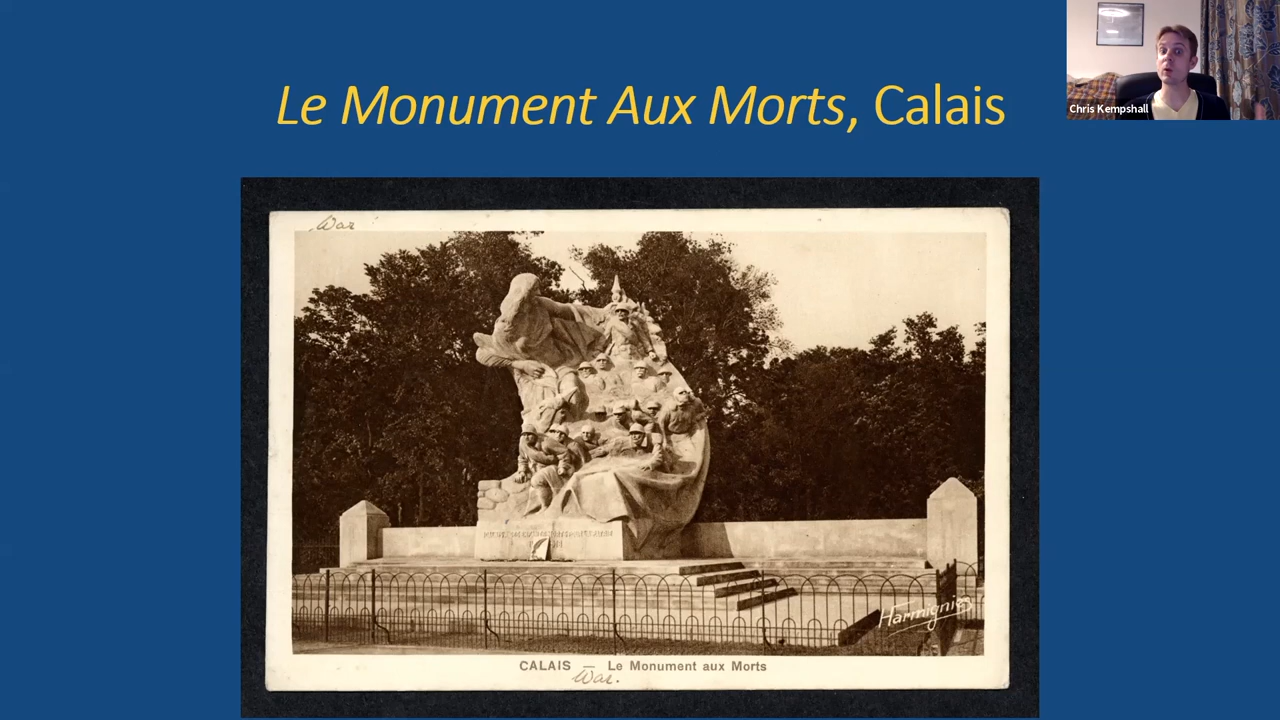 Le Monument Aux Morts, Calais
Chris Kempshall
War
Harmignies
CALAIS — Le Monument aux Morts
War.